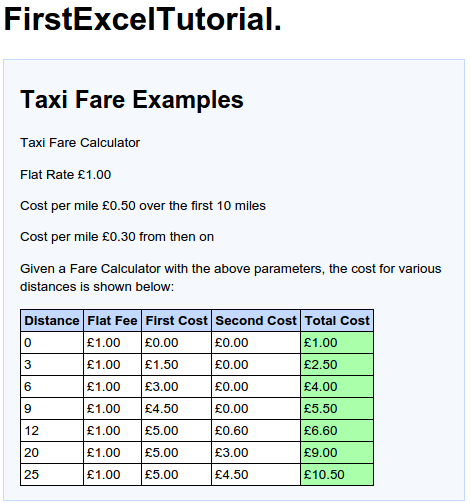 FirstExcelTutorial.
Taxi Fare Examples
Taxi Fare Calculator
Flat Rate £1.00
Cost per mile £0.50 over the first 10 miles
Cost per mile £0.30 from then on
Given a Fare Calculator with the above parameters, the cost for various
distances is shown below:
Distance Flat Fee First Cost Second Cost Total Cost
0 £1.00 £0.00 £0.00 £1.00
3 £1.00 £1.50 £0.00 £2.50
6 £1.00 £3.00 £0.00 £4.00
9 £1.00 £4.50 £0.00 £5.50
12 £1.00 £5.00 £0.60 £6.60
20 £1.00 £5.00 £3.00 £9.00
25 £1.00 £5.00 £4.50 £10.50